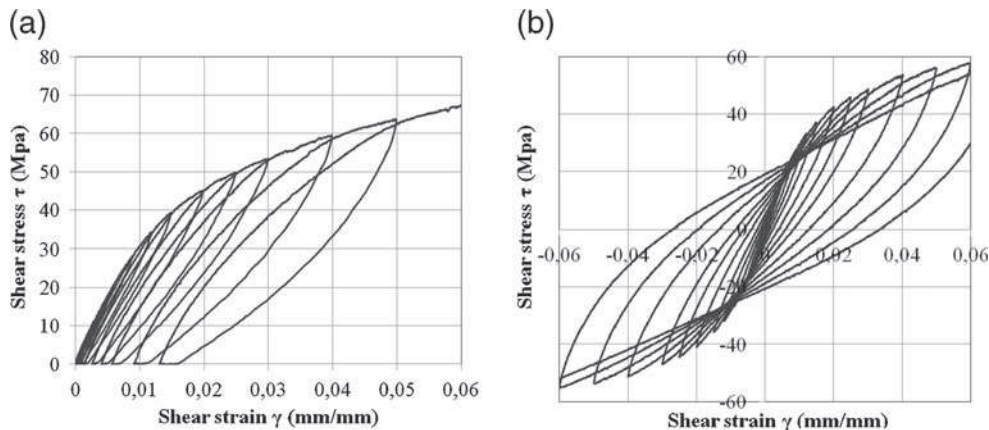 (a)
80
70
60
50
40
30
20
10
0
Shear stress τ (Mpa)
0 0,01 0,02 0,03 0,04 0,05 0,06
Shear strain γ (mm/mm)
(b)
60
40
20
0
-20
-40
-60
Shear stress τ (Mpa)
-0,06 -0,04 -0,02 0 0,02 0,04 0,06
Shear strain γ (mm/mm)